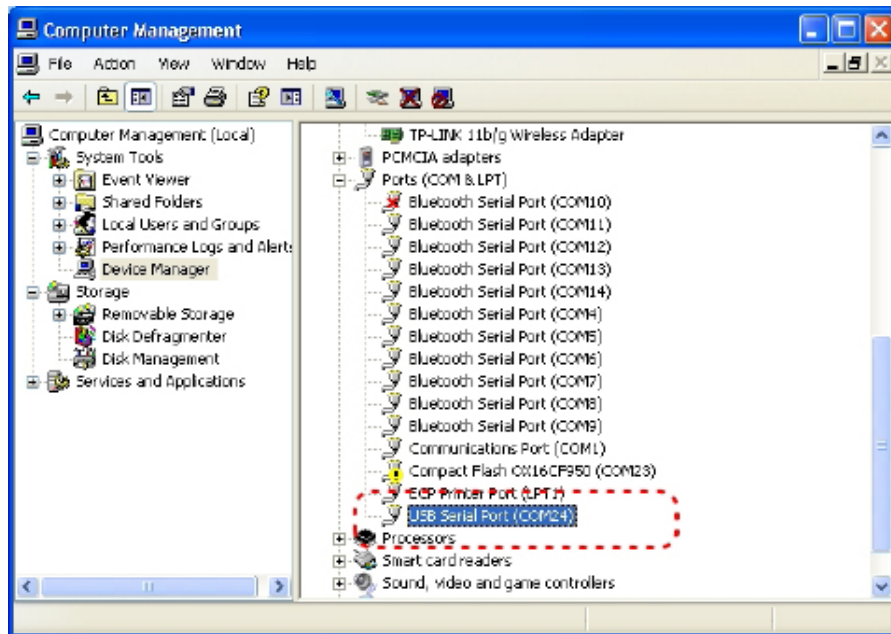 Computer Management
File Action View Window Help
Computer Management (Local)
System Tools
Event Viewer
Shared Folders
Local Users and Groups
Performance Logs and Alerts
Device Manager
Storage
Removable Storage
Disk Defragmenter
Disk Management
Services and Applications
TP-LINK 11b/g Wireless Adapter
PCMCIA adapters
Ports (COM & LPT)
Bluetooth Serial Port (COM10)
Bluetooth Serial Port (COM11)
Bluetooth Serial Port (COM12)
Bluetooth Serial Port (COM13)
Bluetooth Serial Port (COM14)
Bluetooth Serial Port (COM4)
Bluetooth Serial Port (COM5)
Bluetooth Serial Port (COM6)
Bluetooth Serial Port (COM7)
Bluetooth Serial Port (COM8)
Bluetooth Serial Port (COM9)
Communications Port (COM1)
Compact Flash OX16CF950 (COM23)
ECP Printer Port (LPT1)
USB Serial Port (COM24)
Processors
Smart card readers
Sound, video and game controllers